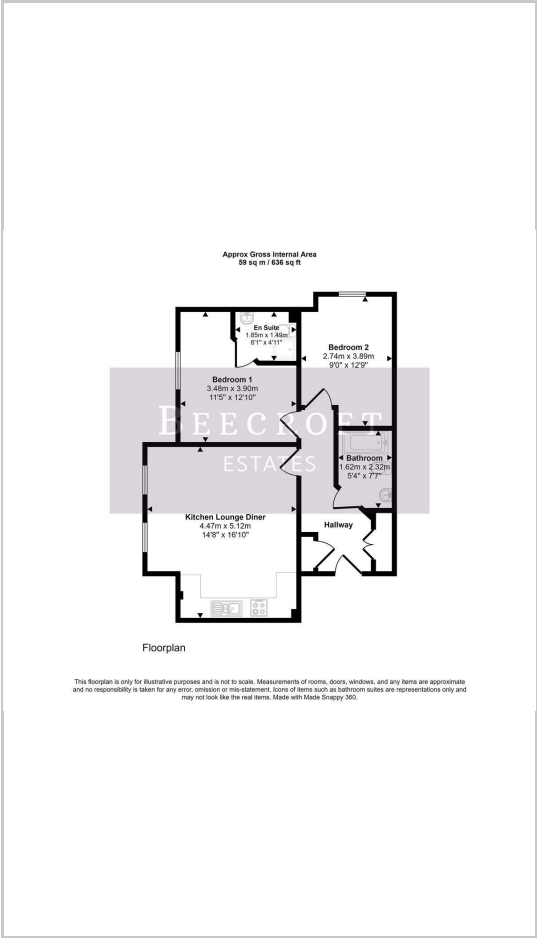 Approx Gross Internal Area
59 sq m / 636 sq ft
En Suite
1.85m x 1.49m
6'1" x 4'11"
Bedroom 2
2.74m x 3.89m
9'0" x 12'9"
Bedroom 1
3.48m x 3.90m
11'5" x 12'10"
BEECROFT
ESTATES
Bathroom
1.62m x 2.32m
5'4" x 7'7"
Kitchen Lounge Diner
4.47m x 5.12m
14'8" x 16'10"
Hallway
Floorplan
This floorplan is only for illustrative purposes and is not to scale. Measurements of rooms, doors, windows, and any items are approximate
and no responsibility is taken for any error, omission or mis-statement. Icons of items such as bathroom suites are representations only and
may not look like the real items. Made with Made Snappy 360.